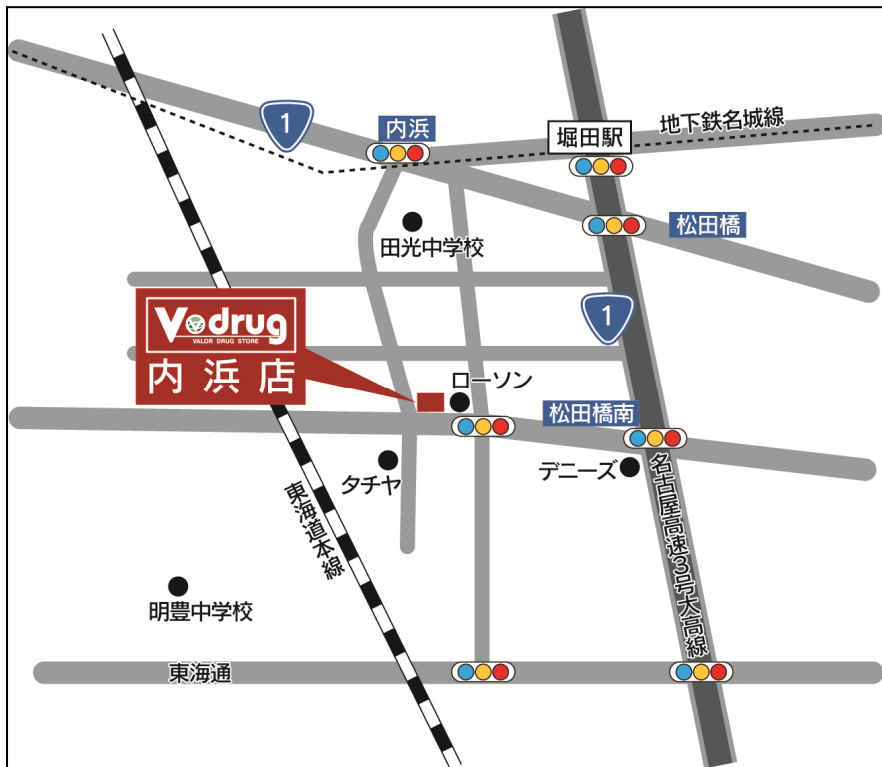 1
内浜
堀田駅
地下鉄名城線
田光中学校
松田橋
V drug
VALOR DRUG STORE
内浜店
1
ローソン
松田橋南
タチヤ
デニーズ
東海道本線
名古屋高速3号大高線
明豊中学校
東海通